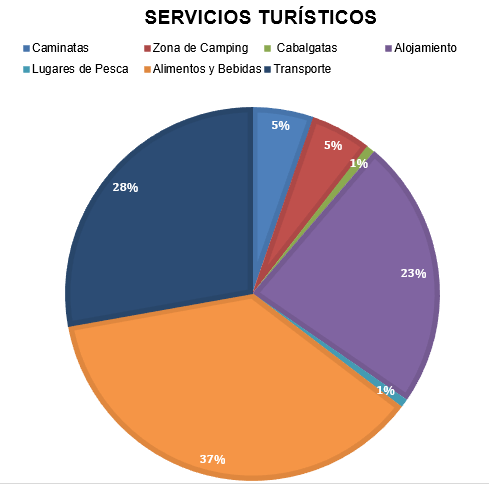 SERVICIOS TURÍSTICOS
Caminatas Zona de Camping Cabalgatas Alojamiento
Lugares de Pesca Alimentos y Bebidas Transporte
5%
5%
1%
28%
23%
1%
37%